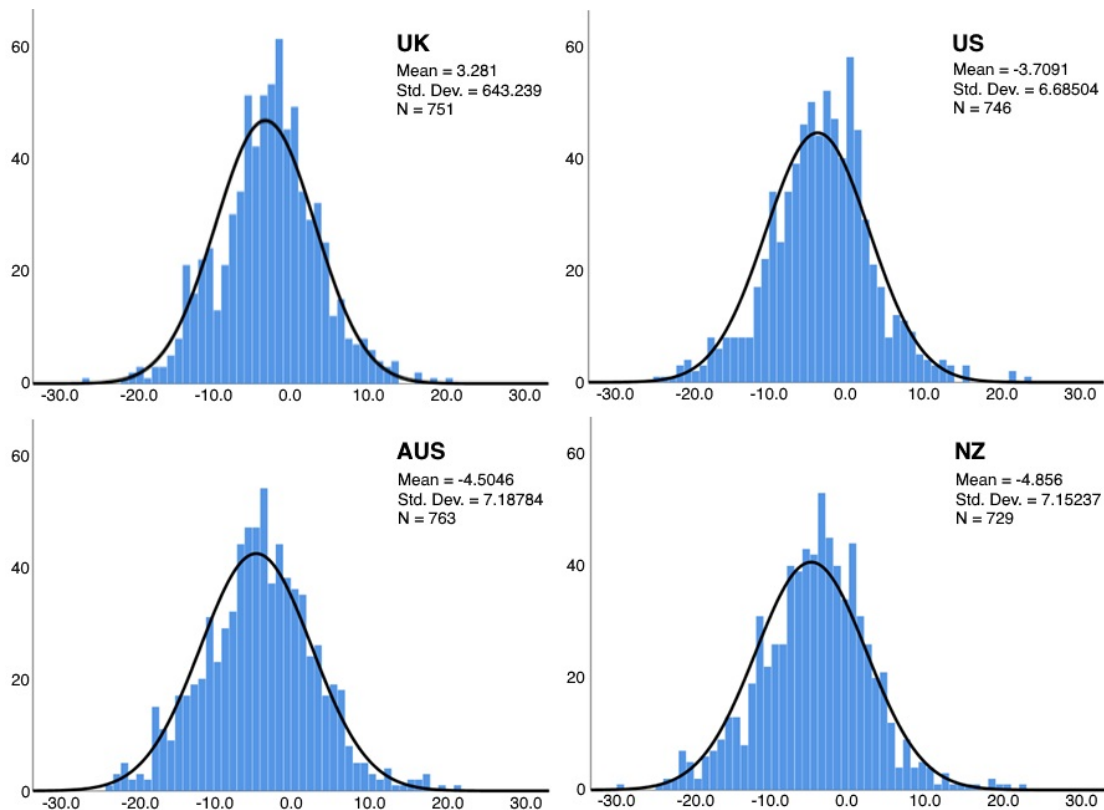 UK
Mean = 3.281
Std. Dev. = 643.239
N = 751
60
40
20
0
-30.0 -20.0 -10.0 0.0 10.0 20.0 30.0
US
Mean = -3.7091
Std. Dev. = 6.68504
N = 746
60
40
20
0
-30.0 -20.0 -10.0 0.0 10.0 20.0 30.0
AUS
Mean = -4.5046
Std. Dev. = 7.18784
N = 763
60
40
20
0
-30.0 -20.0 -10.0 0.0 10.0 20.0 30.0
NZ
Mean = -4.856
Std. Dev. = 7.15237
N = 729
60
40
20
0
-30.0 -20.0 -10.0 0.0 10.0 20.0 30.0